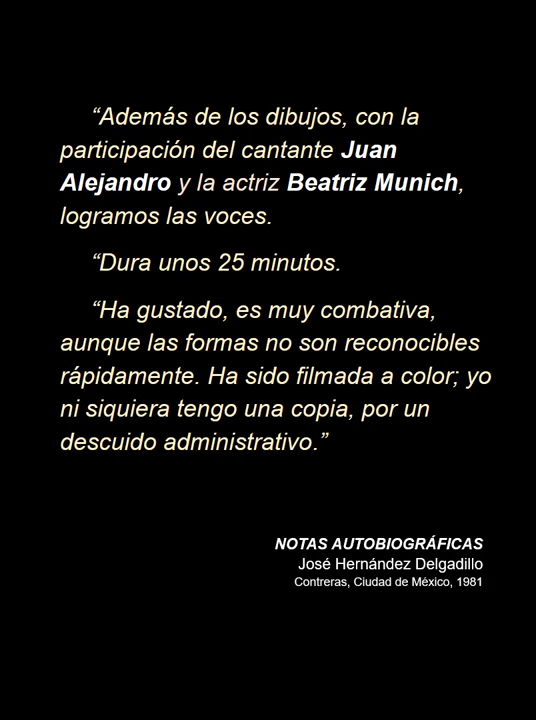 “Además de los dibujos, con la
participación del cantante Juan
Alejandro y la actriz Beatriz Munich,
logramos las voces.
“Dura unos 25 minutos.
“Ha gustado, es muy combativa,
aunque las formas no son reconocibles
rápidamente. Ha sido filmada a color; yo
ni siquiera tengo una copia, por un
descuido administrativo.”
NOTAS AUTOBIOGRÁFICAS
José Hernández Delgadillo
Contreras, Ciudad de México, 1981